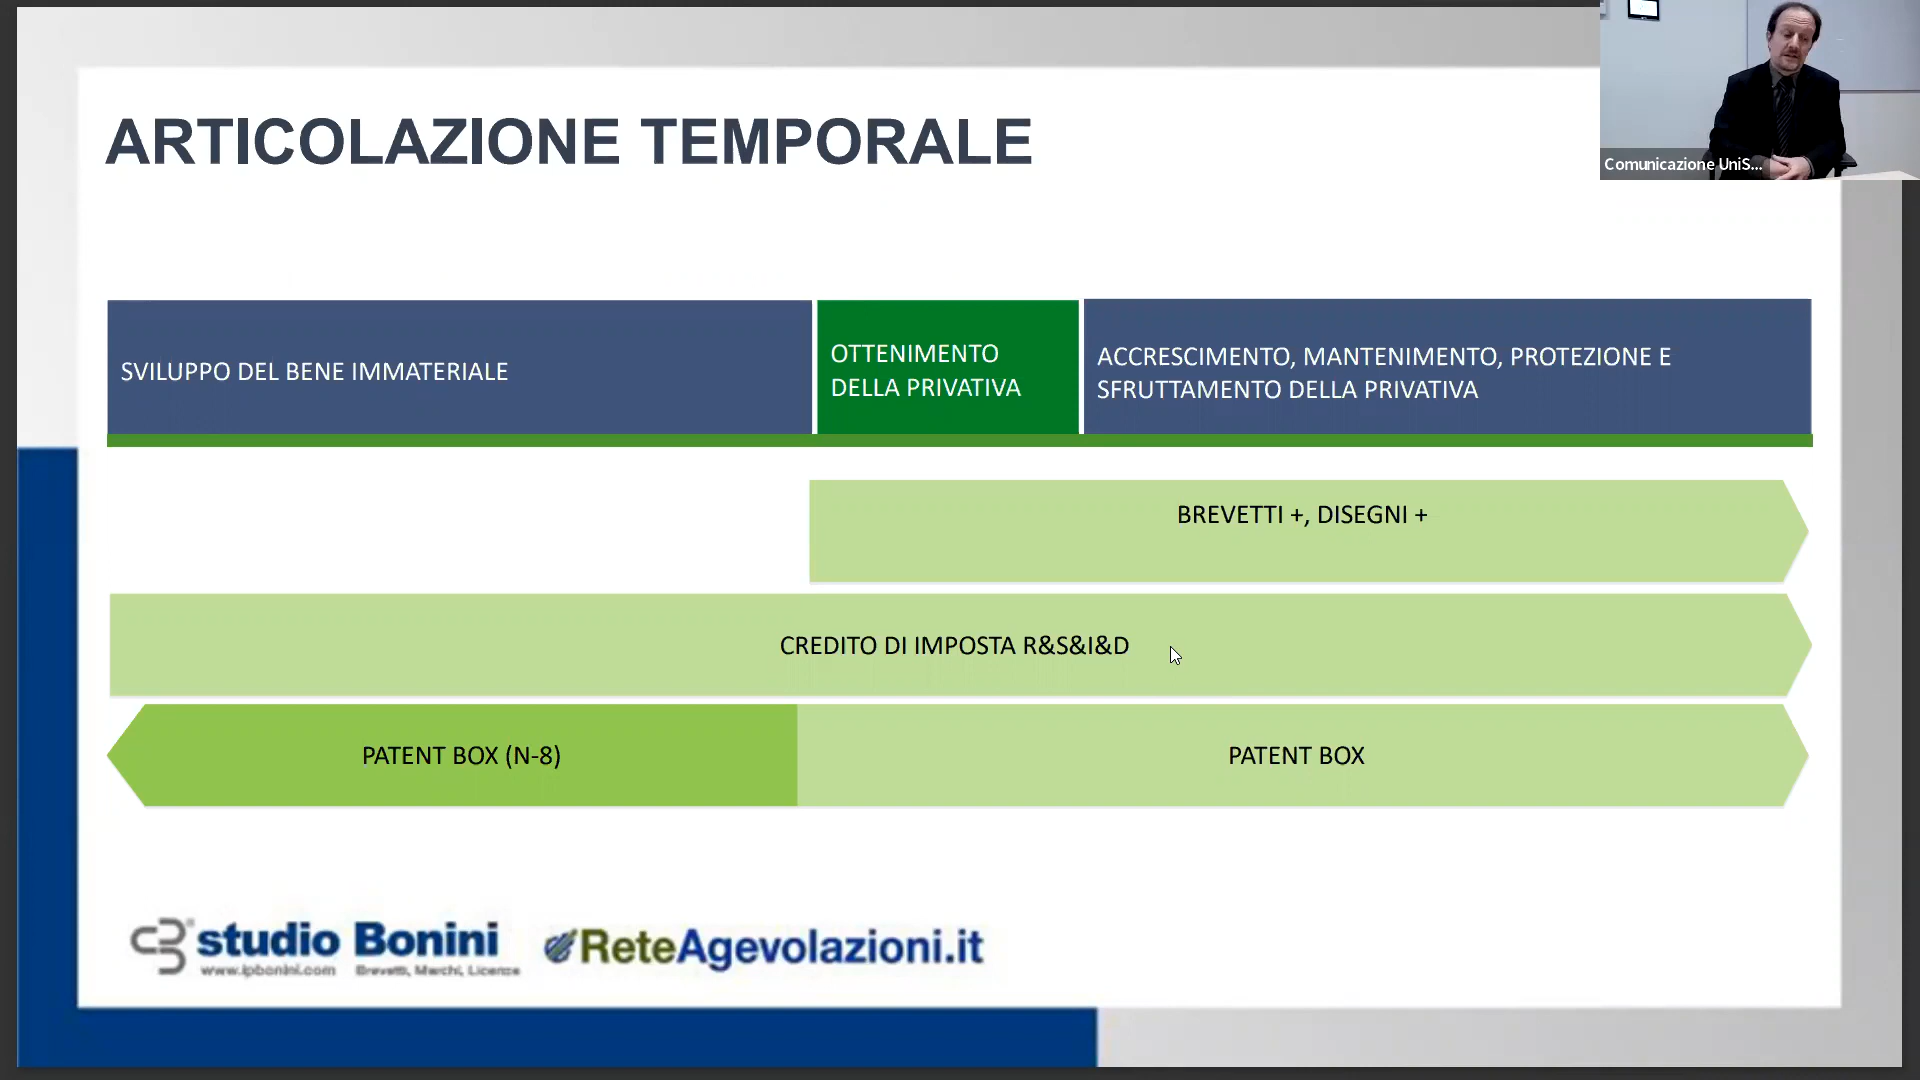 Comunicazione UniS...
ARTICOLAZIONE TEMPORALE
SVILUPPO DEL BENE IMMATERIALE
OTTENIMENTO
DELLA PRIVATIVA
ACCRESCIMENTO, MANTENIMENTO, PROTEZIONE E
SFRUTTAMENTO DELLA PRIVATIVA
BREVETTI +, DISEGNI +
CREDITO DI IMPOSTA R&S&I&D
PATENT BOX (N-8)
PATENT BOX
studio Bonini
www.ipbonini.com Brevetti, Marchi, Licenze
ReteAgevolazioni.it